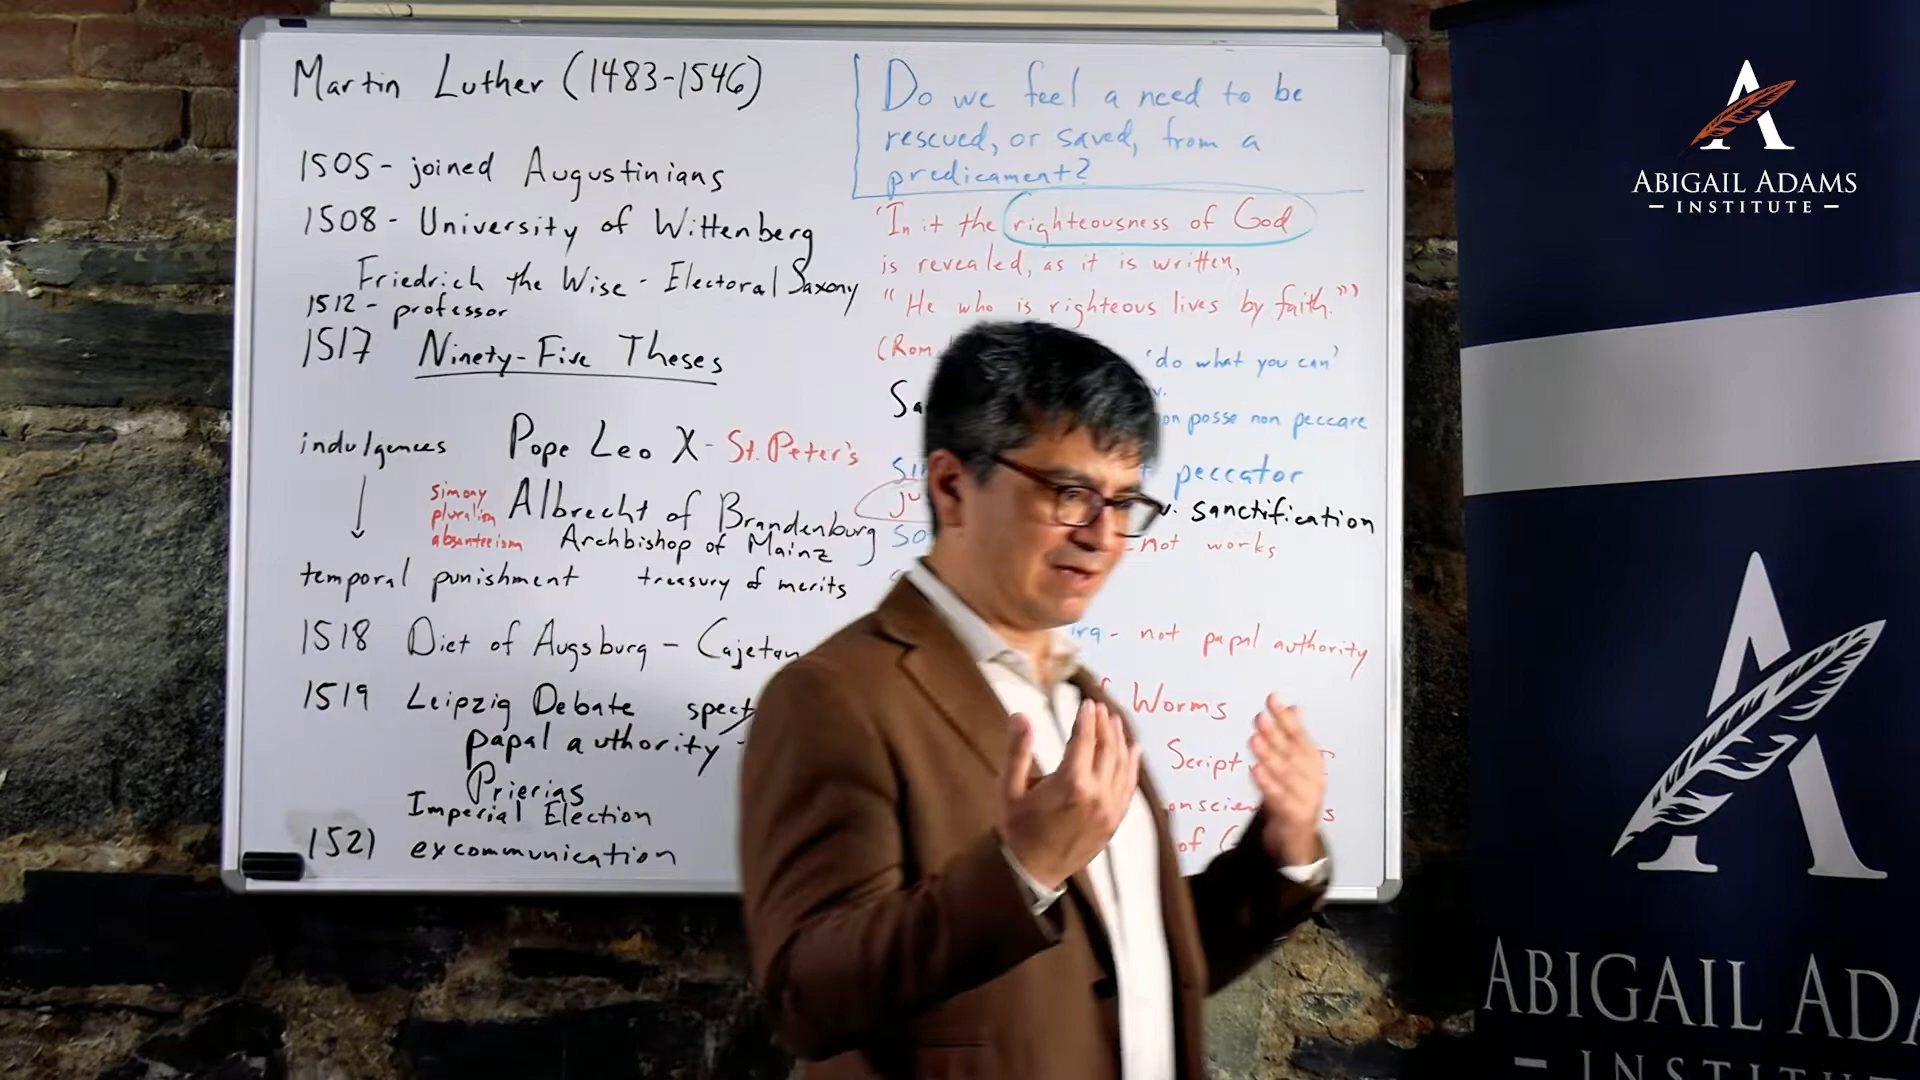 Martin Luther (1483-1546)
1505 - joined Augustinians
1508 - University of Wittenberg
Friedrich the Wise - Electoral Saxony
1512 - professor
1517 Ninety-Five Theses
indulgences Pope Leo X - St. Peter's
simony
pluralism
absenteeism
Albrecht of Brandenburg
Archbishop of Mainz
temporal punishment treasury of merits
1518 Diet of Augsburg - Cajetan
1519 Leipzig Debate
papal authority
Prierias
Imperial Election
1521 excommunication
Do we feel a need to be
rescued, or saved, from a
predicament?
'In it the righteousness of God
is revealed, as it is written,
"He who is righteous lives by faith."'
(Rom.
'do what you can'
v.
posse non peccare
peccator
v. sanctification
not works
- not papal authority
Worms
of
ABIGAIL ADAMS
- INSTITUTE -
ABIGAIL